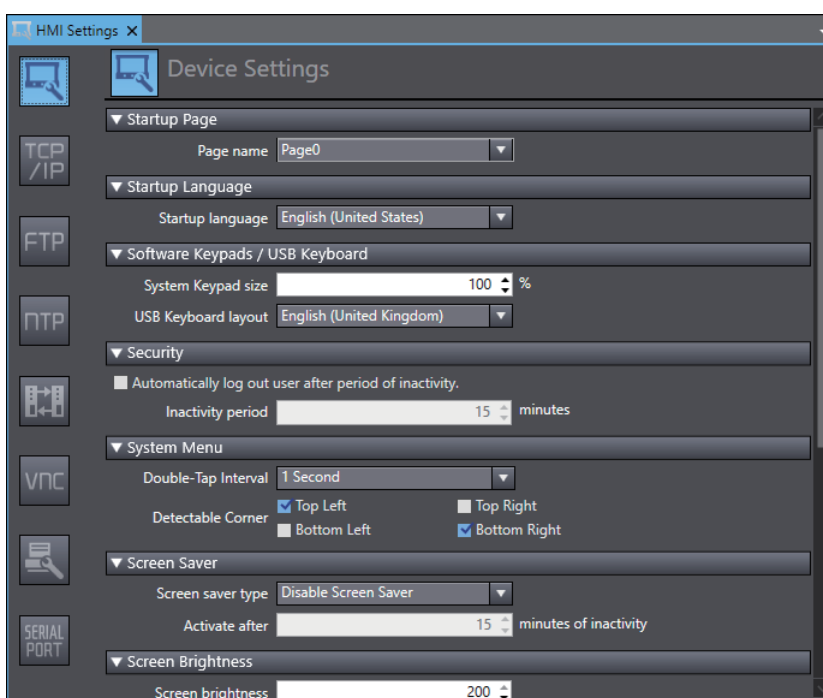 HMI Settings
Device Settings
Startup Page
Page name Page0
TCP
/IP
Startup Language
Startup language English (United States)
FTP
Software Keypads / USB Keyboard
System Keypad size 100 %
USB Keyboard layout English (United Kingdom)
NTP
Security
Automatically log out user after period of inactivity.
Inactivity period 15 minutes
System Menu
Double-Tap Interval 1 Second
VNC
Detectable Corner
Top Left Top Right
Bottom Left Bottom Right
Screen Saver
Screen saver type Disable Screen Saver
Activate after 15 minutes of inactivity
SERIAL
PORT
Screen Brightness
Screen brightness 200